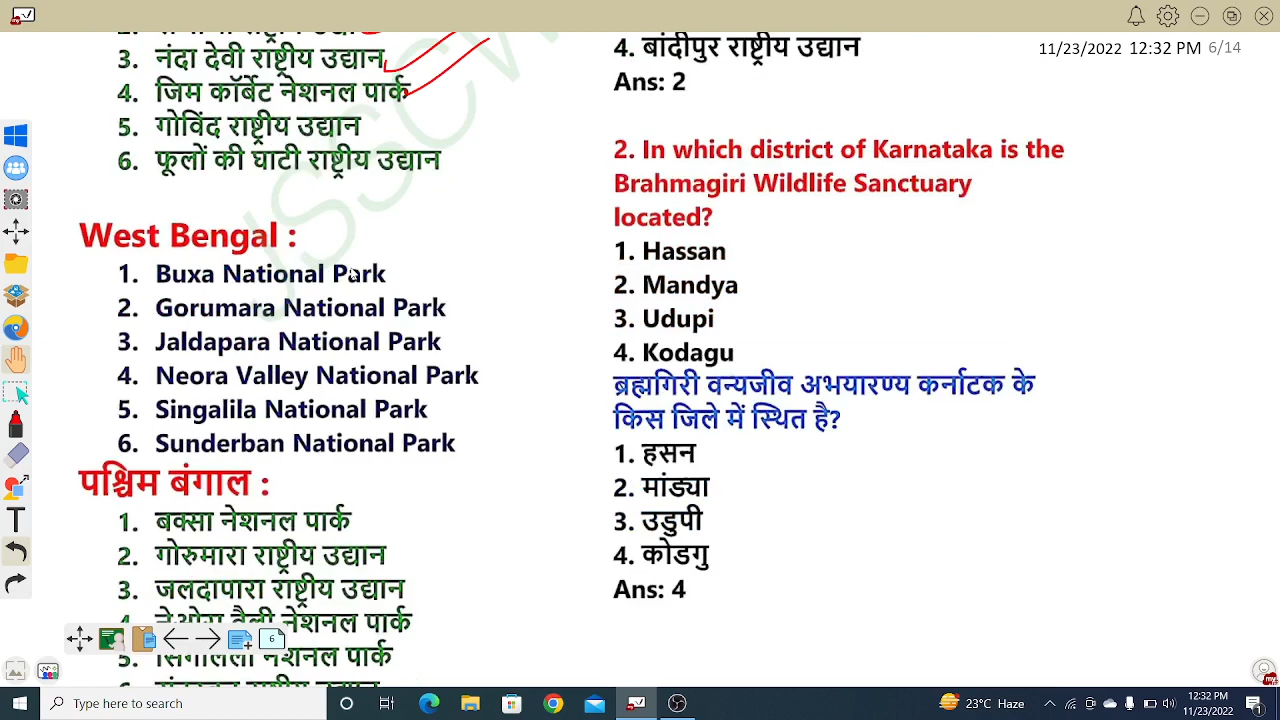 3. नंदा देवी राष्ट्रीय उद्यान
4. जिम कॉर्बेट नेशनल पार्क
5. गोविंद राष्ट्रीय उद्यान
6. फूलों की घाटी राष्ट्रीय उद्यान
West Bengal :
1. Buxa National Park
2. Gorumara National Park
3. Jaldapara National Park
4. Neora Valley National Park
5. Singalila National Park
6. Sunderban National Park
पश्चिम बंगाल :
1. बक्सा नेशनल पार्क
2. गोरुमारा राष्ट्रीय उद्यान
3. जलदापारा राष्ट्रीय उद्यान
नेशनल पार्क
5. नेशनल पार्क
4. बांदीपुर राष्ट्रीय उद्यान
Ans: 2
2. In which district of Karnataka is the
Brahmagiri Wildlife Sanctuary
located?
1. Hassan
2. Mandya
3. Udupi
4. Kodagu
ब्रह्मगिरी वन्यजीव अभयारण्य कर्नाटक के
किस जिले में स्थित है?
1. हसन
2. मांड्या
3. उडुपी
4. कोडगु
Ans: 4
11/23/2022 12:32 PM 6/14
6
Type here to search
23°C Haze
12:32 PM
11/23/2022